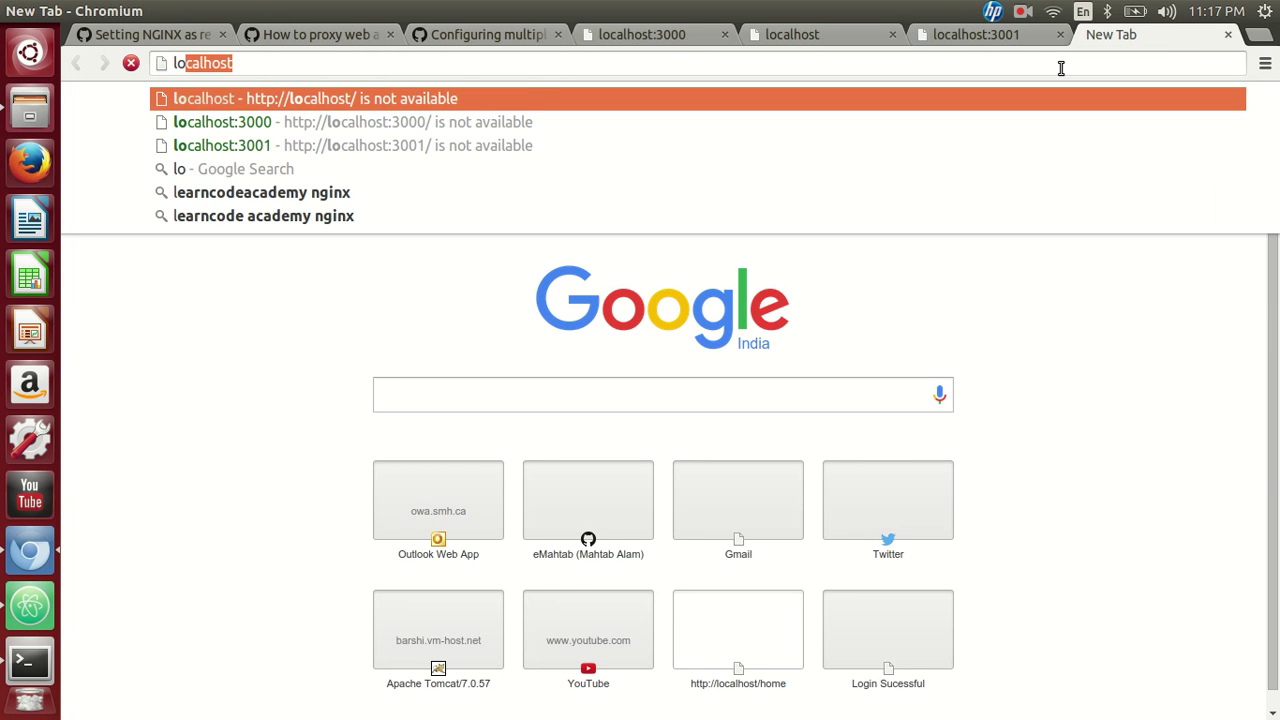 New Tab - Chromium
hp
En
11:17 PM
Setting NGINX as re
How to proxy web a
Configuring multipl
localhost:3000
localhost
localhost:3001
New Tab
localhost
localhost - http://localhost/ is not available
localhost:3000 - http://localhost:3000/ is not available
localhost:3001 - http://localhost:3001/ is not available
lo - Google Search
learncodeacademy nginx
learncode academy nginx
Google
India
owa.smh.ca
Outlook Web App
eMahtab (Mahtab Alam)
Gmail
Twitter
barshi.vm-host.net
Apache Tomcat/7.0.57
www.youtube.com
YouTube
http://localhost/home
Login Sucessful
a
You
Tube